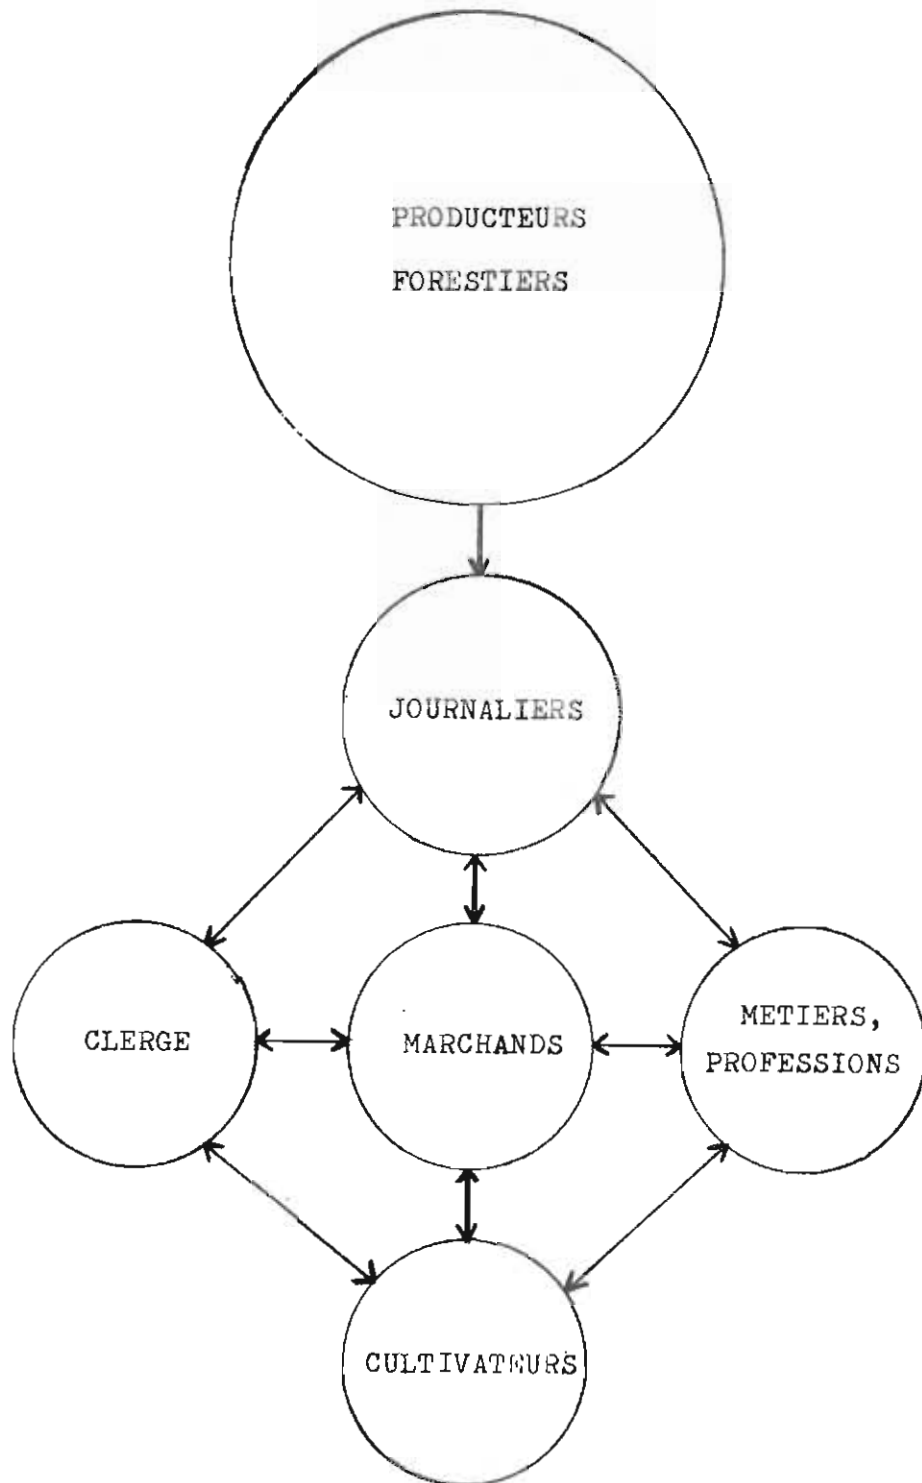 PRODUCTEURS
FORESTIERS
JOURNALIERS
CLERGE
MARCHANDS
METIERS,
PROFESSIONS
CULTIVATEURS